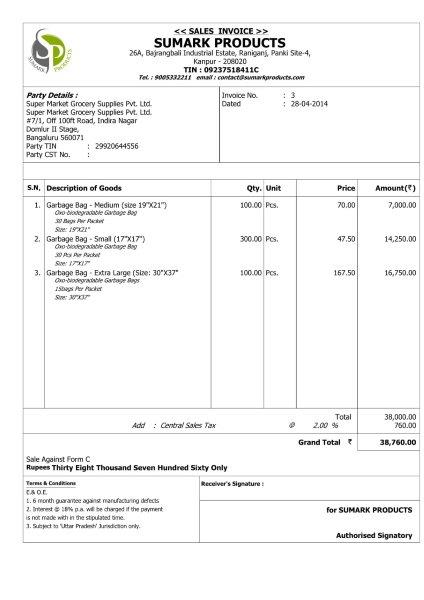 SUMARK PRODUCTS
<< SALES INVOICE >>
SUMARK PRODUCTS
26A, Bajrangbali Industrial Estate, Raniganj, Panki Site-4,
Kanpur - 208020
TIN : 09237518411C
Tel. : 9005332211 email : contact@sumarkproducts.com
Party Details :
Super Market Grocery Supplies Pvt. Ltd.
Super Market Grocery Supplies Pvt. Ltd.
#7/1, Off 100ft Road, Indira Nagar
Domlur II Stage,
Bangaluru 560071
Party TIN : 29920644556
Party CST No. :
Invoice No. : 3
Dated : 28-04-2014
S.N. Description of Goods Qty. Unit Price Amount(₹)
1. Garbage Bag - Medium (size 19"X21") 100.00 Pcs. 70.00 7,000.00
Oxo-biodegradable Garbage Bag
30 Bags Per Packet
Size: 19"X21"
2. Garbage Bag - Small (17"X17") 300.00 Pcs. 47.50 14,250.00
Oxo-biodegradable Garbage Bag
30 Pcs Per Packet
Size: 17"X17"
3. Garbage Bag - Extra Large (Size: 30"X37" 100.00 Pcs. 167.50 16,750.00
Oxo-biodegradable Garbage Bags
15bags Per Packet
Size: 30"X37"
Total 38,000.00
Add : Central Sales Tax @ 2.00 % 760.00
Grand Total ₹ 38,760.00
Sale Against Form C
Rupees Thirty Eight Thousand Seven Hundred Sixty Only
Terms & Conditions
E.& O.E.
1. 6 month guarantee against manufacturing defects
2. Interest @ 18% p.a. will be charged if the payment
is not made with in the stipulated time.
3. Subject to 'Uttar Pradesh' Jurisdiction only.
Receiver's Signature :
for SUMARK PRODUCTS
Authorised Signatory